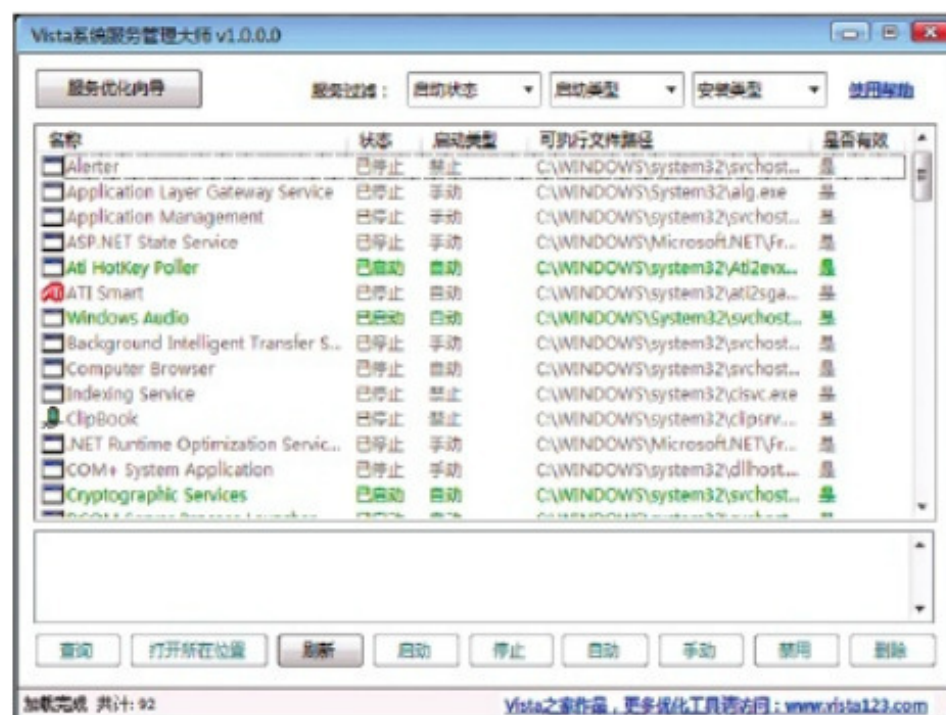 Vista系统服务管理大师 v1.0.0.0
服务优化向导 服务过滤： 启动状态 启动类型 安装类型 使用帮助
名称 状态 启动类型 可执行文件路径 是否有效
Alerter 已停止 禁止 C:\WINDOWS\system32\svchost... 是
Application Layer Gateway Service 已停止 手动 C:\WINDOWS\system32\alg.exe 是
Application Management 已停止 手动 C:\WINDOWS\system32\svchost... 是
ASP.NET State Service 已停止 手动 C:\WINDOWS\Microsoft.NET\Fr... 是
Ati HotKey Poller 已启动 自动 C:\WINDOWS\system32\Ati2evx... 是
ATI Smart 已停止 自动 C:\WINDOWS\system32\ati2sga... 是
Windows Audio 已启动 自动 C:\WINDOWS\System32\svchost... 是
Background Intelligent Transfer S... 已停止 手动 C:\WINDOWS\system32\svchost... 是
Computer Browser 已停止 自动 C:\WINDOWS\system32\svchost... 是
Indexing Service 已停止 禁止 C:\WINDOWS\system32\cisvc.exe 是
ClipBook 已停止 禁止 C:\WINDOWS\system32\clipsrv... 是
.NET Runtime Optimization Servic... 已停止 手动 C:\WINDOWS\Microsoft.NET\Fr... 是
COM+ System Application 已停止 手动 C:\WINDOWS\system32\dllhost... 是
Cryptographic Services 已启动 自动 C:\WINDOWS\system32\svchost... 是
查询 打开所在位置 刷新 启动 停止 自动 手动 禁用 删除
加载完成 共计: 92 Vista之家作品，更多优化工具请访问：www.vista123.com